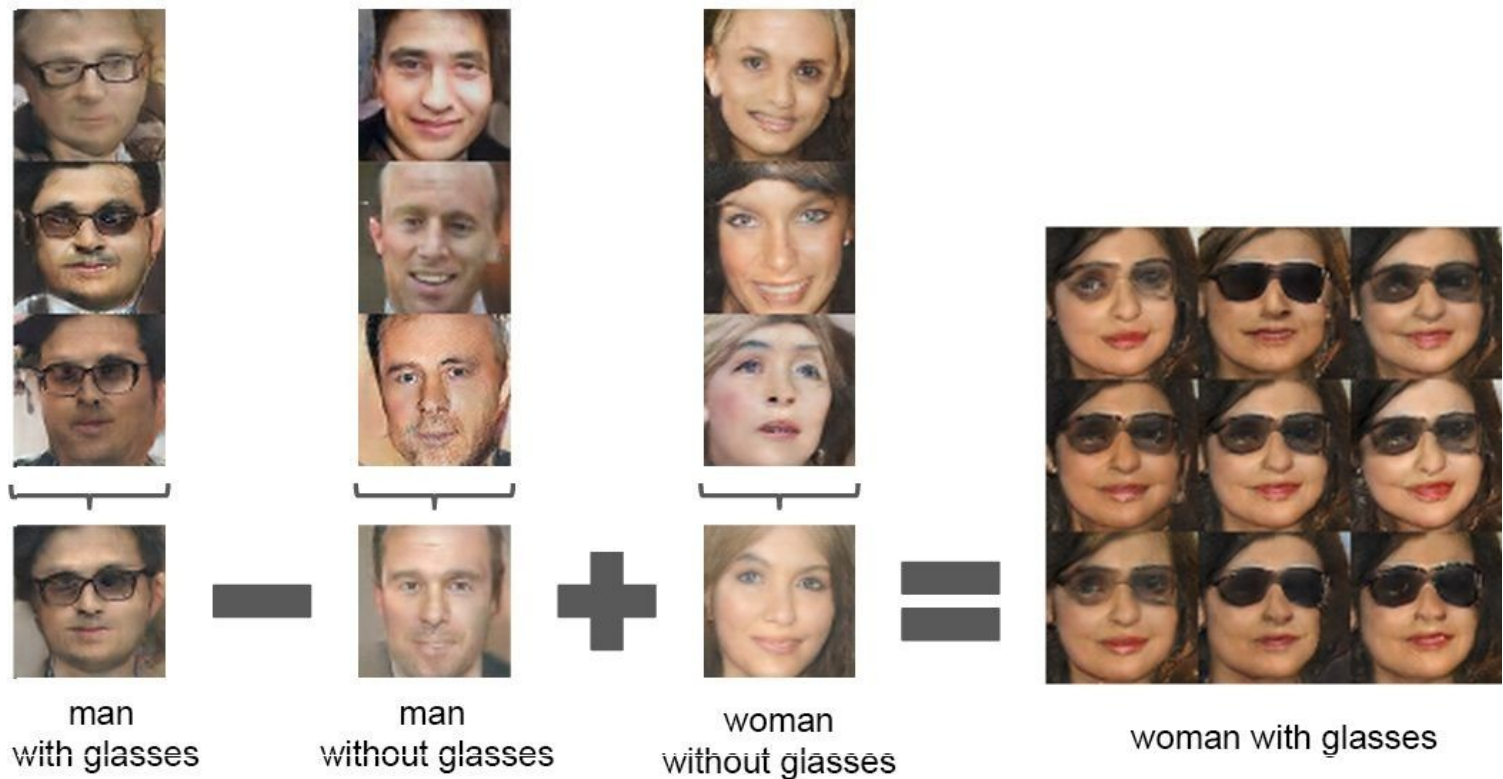 man
with glasses
man
without glasses
woman
without glasses
woman with glasses